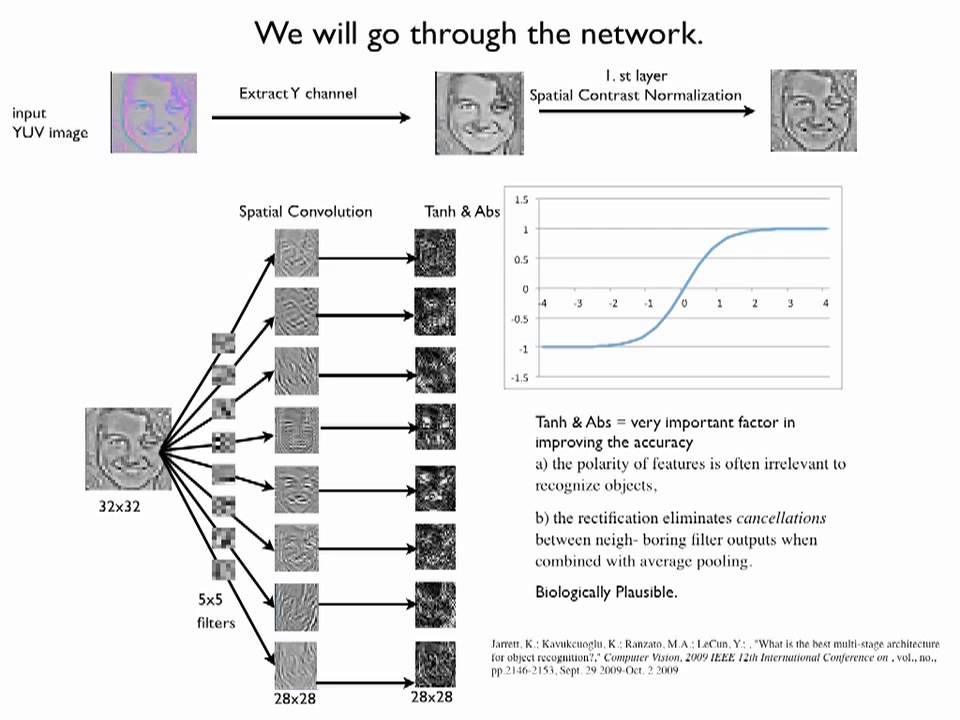 We will go through the network.
input
YUV image
Extract Y channel
1. st layer
Spatial Contrast Normalization
Spatial Convolution
Tanh & Abs
1.5
1
0.5
0
-0.5
-1
-1.5
-4 -3 -2 -1 0 1 2 3 4
32x32
5x5
filters
28x28
28x28
Tanh & Abs = very important factor in
improving the accuracy
a) the polarity of features is often irrelevant to
recognize objects,
b) the rectification eliminates cancellations
between neigh- boring filter outputs when
combined with average pooling.
Biologically Plausible.
Jarrett, K.; Kavukcuoglu, K.; Ranzato, M.A.; LeCun, Y.; , "What is the best multi-stage architecture
for object recognition?," Computer Vision, 2009 IEEE 12th International Conference on , vol., no.,
pp.2146-2153, Sept. 29 2009-Oct. 2 2009